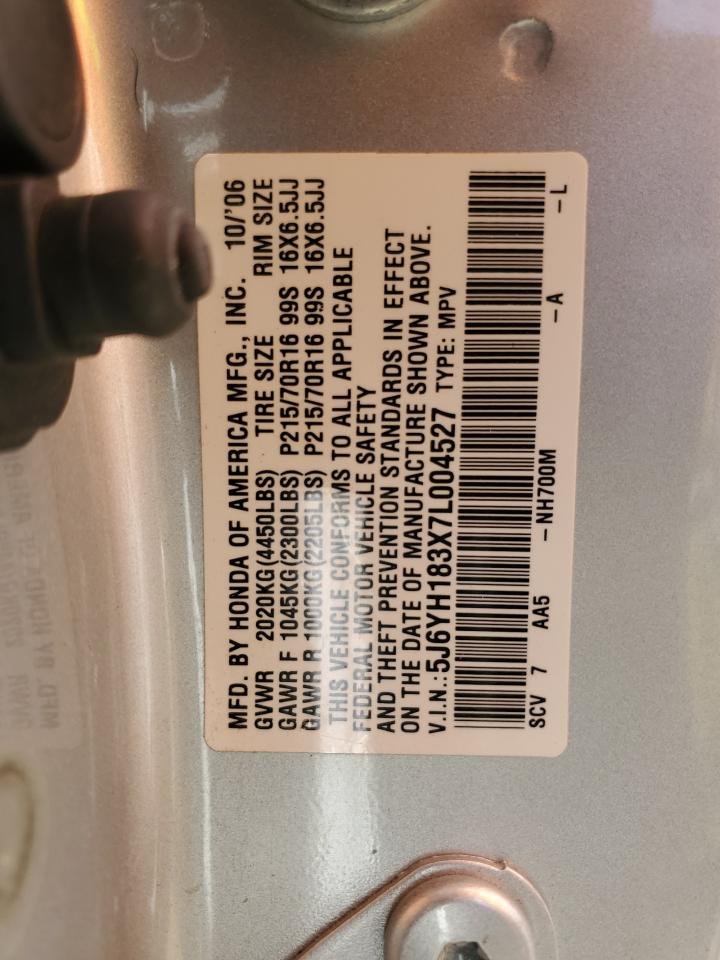 MFD. BY HONDA OF AMERICA MFG., INC. 10/'06
GVWR 2020KG(4450LBS) TIRE SIZE RIM SIZE
GAWR F 1045KG(2300LBS) P215/70R16 99S 16X6.5JJ
GAWR R 1000KG(2205LBS) P215/70R16 99S 16X6.5JJ
THIS VEHICLE CONFORMS TO ALL APPLICABLE
FEDERAL MOTOR VEHICLE SAFETY
AND THEFT PREVENTION STANDARDS IN EFFECT
ON THE DATE OF MANUFACTURE SHOWN ABOVE.
V.I.N.:5J6YH183X7L004527 TYPE: MPV
SCV 7 AA5 -NH700M -A -L